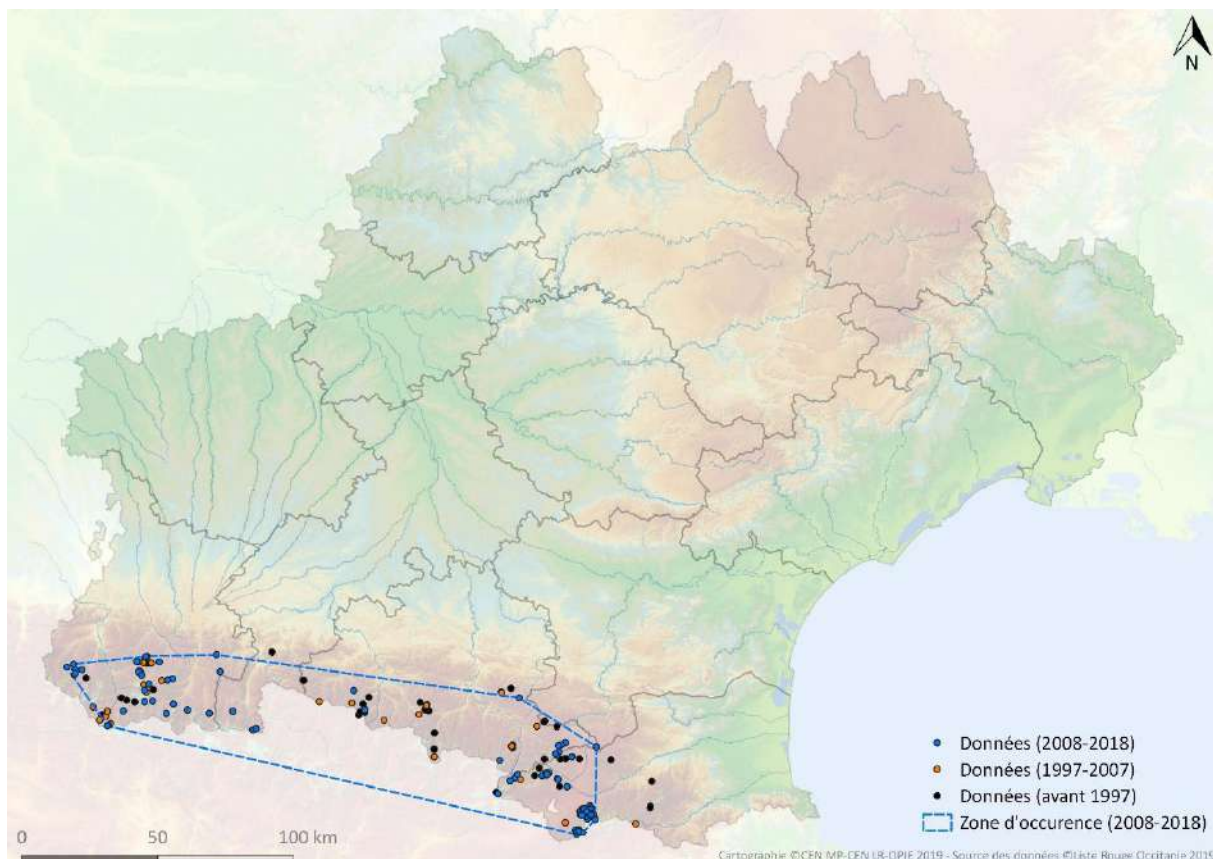 N
Données (2008-2018)
Données (1997-2007)
Données (avant 1997)
Zone d'occurence (2008-2018)
0 50 100 km
Cartographie ©CEN MP-CEN LR-OPIE 2019 - Source des données ©Liste Rouge Occitanie 2019